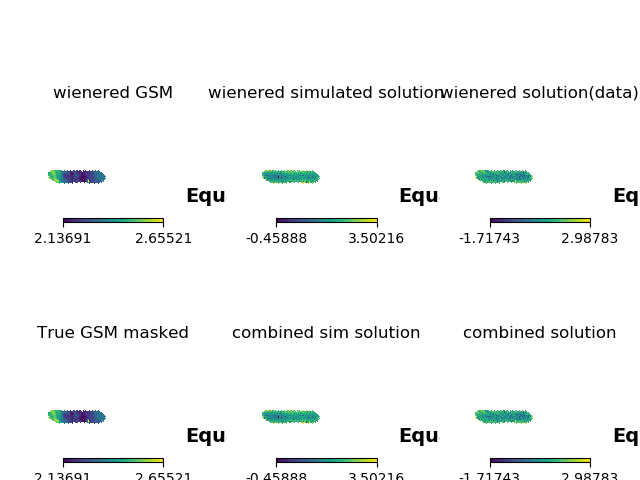 wienered GSM
wienered simulated solution
wienered solution(data)
Equ
Equ
Eq
2.13691 2.65521
-0.45888 3.50216
-1.71743 2.98783
True GSM masked
combined sim solution
combined solution
Equ
Equ
Eq
2.13691 2.65521
-0.45888 3.50216
-1.71743 2.98783